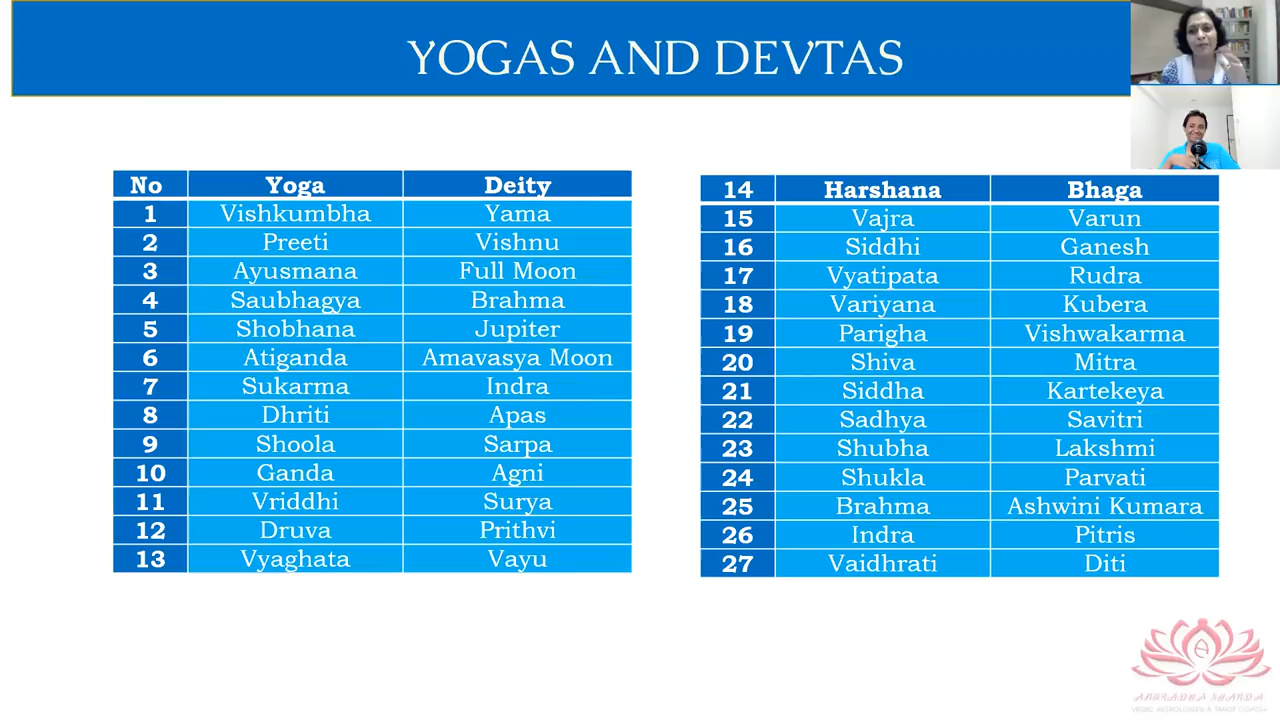 YOGAS AND DEVTAS
No Yoga Deity
1 Vishkumbha Yama
2 Preeti Vishnu
3 Ayusmana Full Moon
4 Saubhagya Brahma
5 Shobhana Jupiter
6 Atiganda Amavasya Moon
7 Sukarma Indra
8 Dhriti Apas
9 Shoola Sarpa
10 Ganda Agni
11 Vriddhi Surya
12 Druva Prithvi
13 Vyaghata Vayu
14 Harshana Bhaga
15 Vajra Varun
16 Siddhi Ganesh
17 Vyatipata Rudra
18 Variyana Kubera
19 Parigha Vishwakarma
20 Shiva Mitra
21 Siddha Kartekeya
22 Sadhya Savitri
23 Shubha Lakshmi
24 Shukla Parvati
25 Brahma Ashwini Kumara
26 Indra Pitris
27 Vaidhrati Diti
VEDIC ASTROLOGER & TAROT COACH